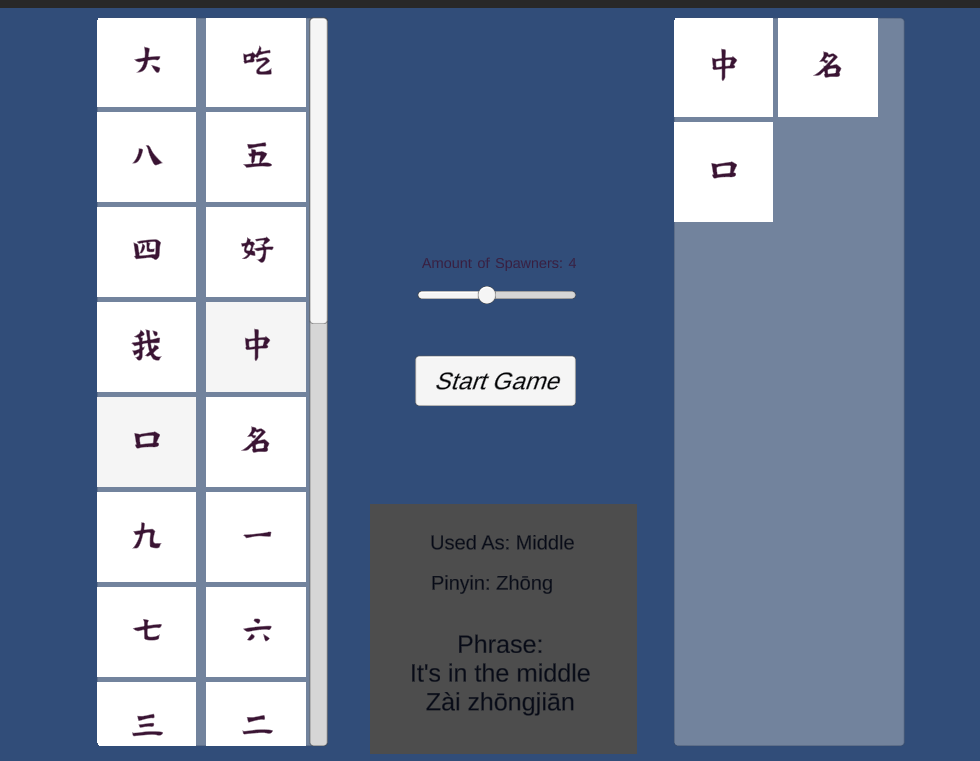 大 吃
八 五
四 好
我 中
口 名
九 一
七 六
三 二
Amount of Spawners: 4
Start Game
Used As: Middle
Pinyin: Zhōng
Phrase:
It's in the middle
Zài zhōngjiān
中 名
口